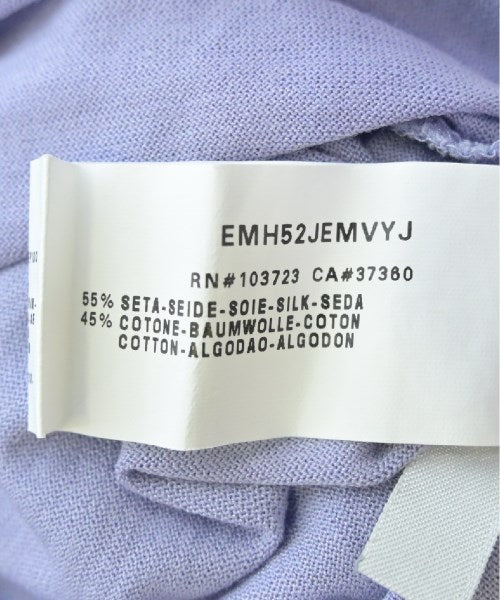 EMH52JEMVYJ
RN#103723 CA#37360
55% SETA-SEIDE-SOIE-SILK-SEDA
45% COTONE-BAUMWOLLE-COTON
COTTON-ALGODAO-ALGODON